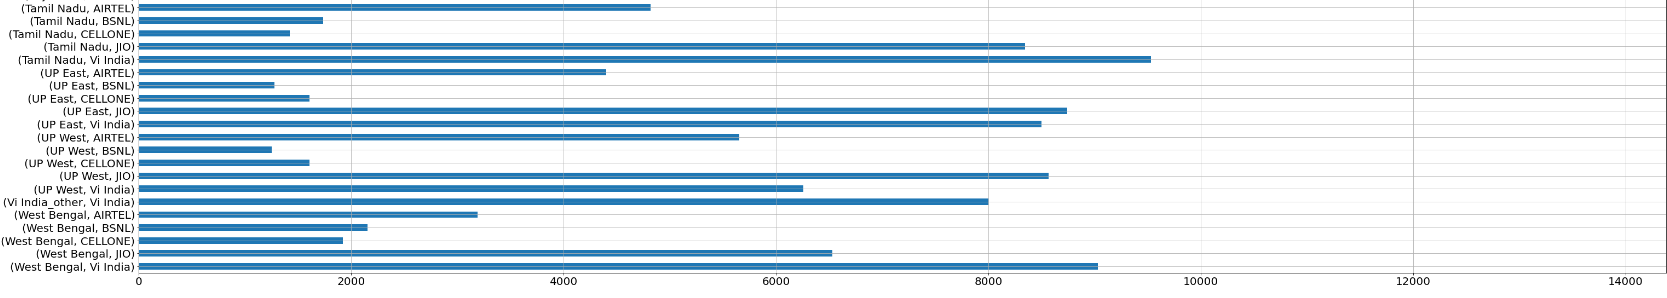 (Tamil Nadu, AIRTEL)
(Tamil Nadu, BSNL)
(Tamil Nadu, CELLONE)
(Tamil Nadu, JIO)
(Tamil Nadu, Vi India)
(UP East, AIRTEL)
(UP East, BSNL)
(UP East, CELLONE)
(UP East, JIO)
(UP East, Vi India)
(UP West, AIRTEL)
(UP West, BSNL)
(UP West, CELLONE)
(UP West, JIO)
(UP West, Vi India)
(Vi India_other, Vi India)
(West Bengal, AIRTEL)
(West Bengal, BSNL)
(West Bengal, CELLONE)
(West Bengal, JIO)
(West Bengal, Vi India)
0 2000 4000 6000 8000 10000 12000 14000